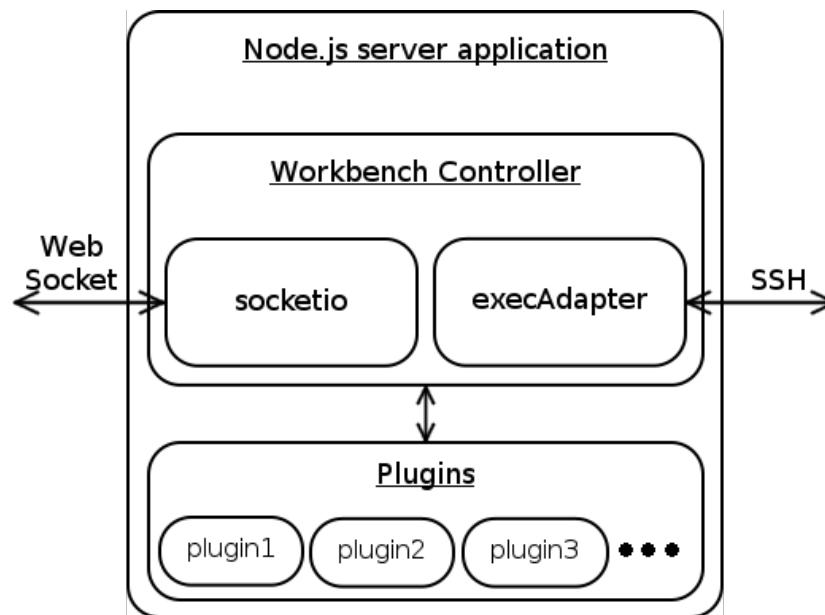 Node.js server application
Workbench Controller
Web
Socket
socketio
execAdapter
SSH
Plugins
plugin1
plugin2
plugin3